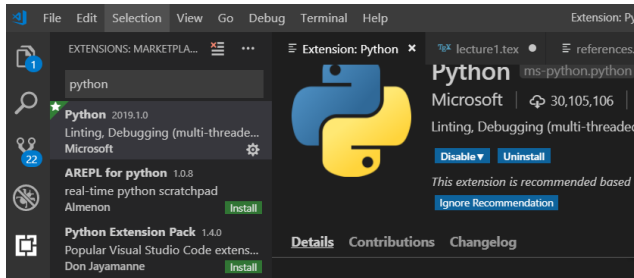 File Edit Selection View Go Debug Terminal Help Extension: Py
EXTENSIONS: MARKETPLA... ···
Extension: Python × TEX lecture1.tex ● references.
1
python
Python ms-python.python
Python 2019.1.0
Linting, Debugging (multi-threade...
Microsoft
Microsoft 30,105,106
Linting, Debugging (multi-threaded
22
Disable▼ Uninstall
AREPL for python 1.0.8
real-time python scratchpad
Almenon Install
This extension is recommended based
Ignore Recommendation
Python Extension Pack 1.4.0
Popular Visual Studio Code extens...
Don Jayamanne Install
Details Contributions Changelog